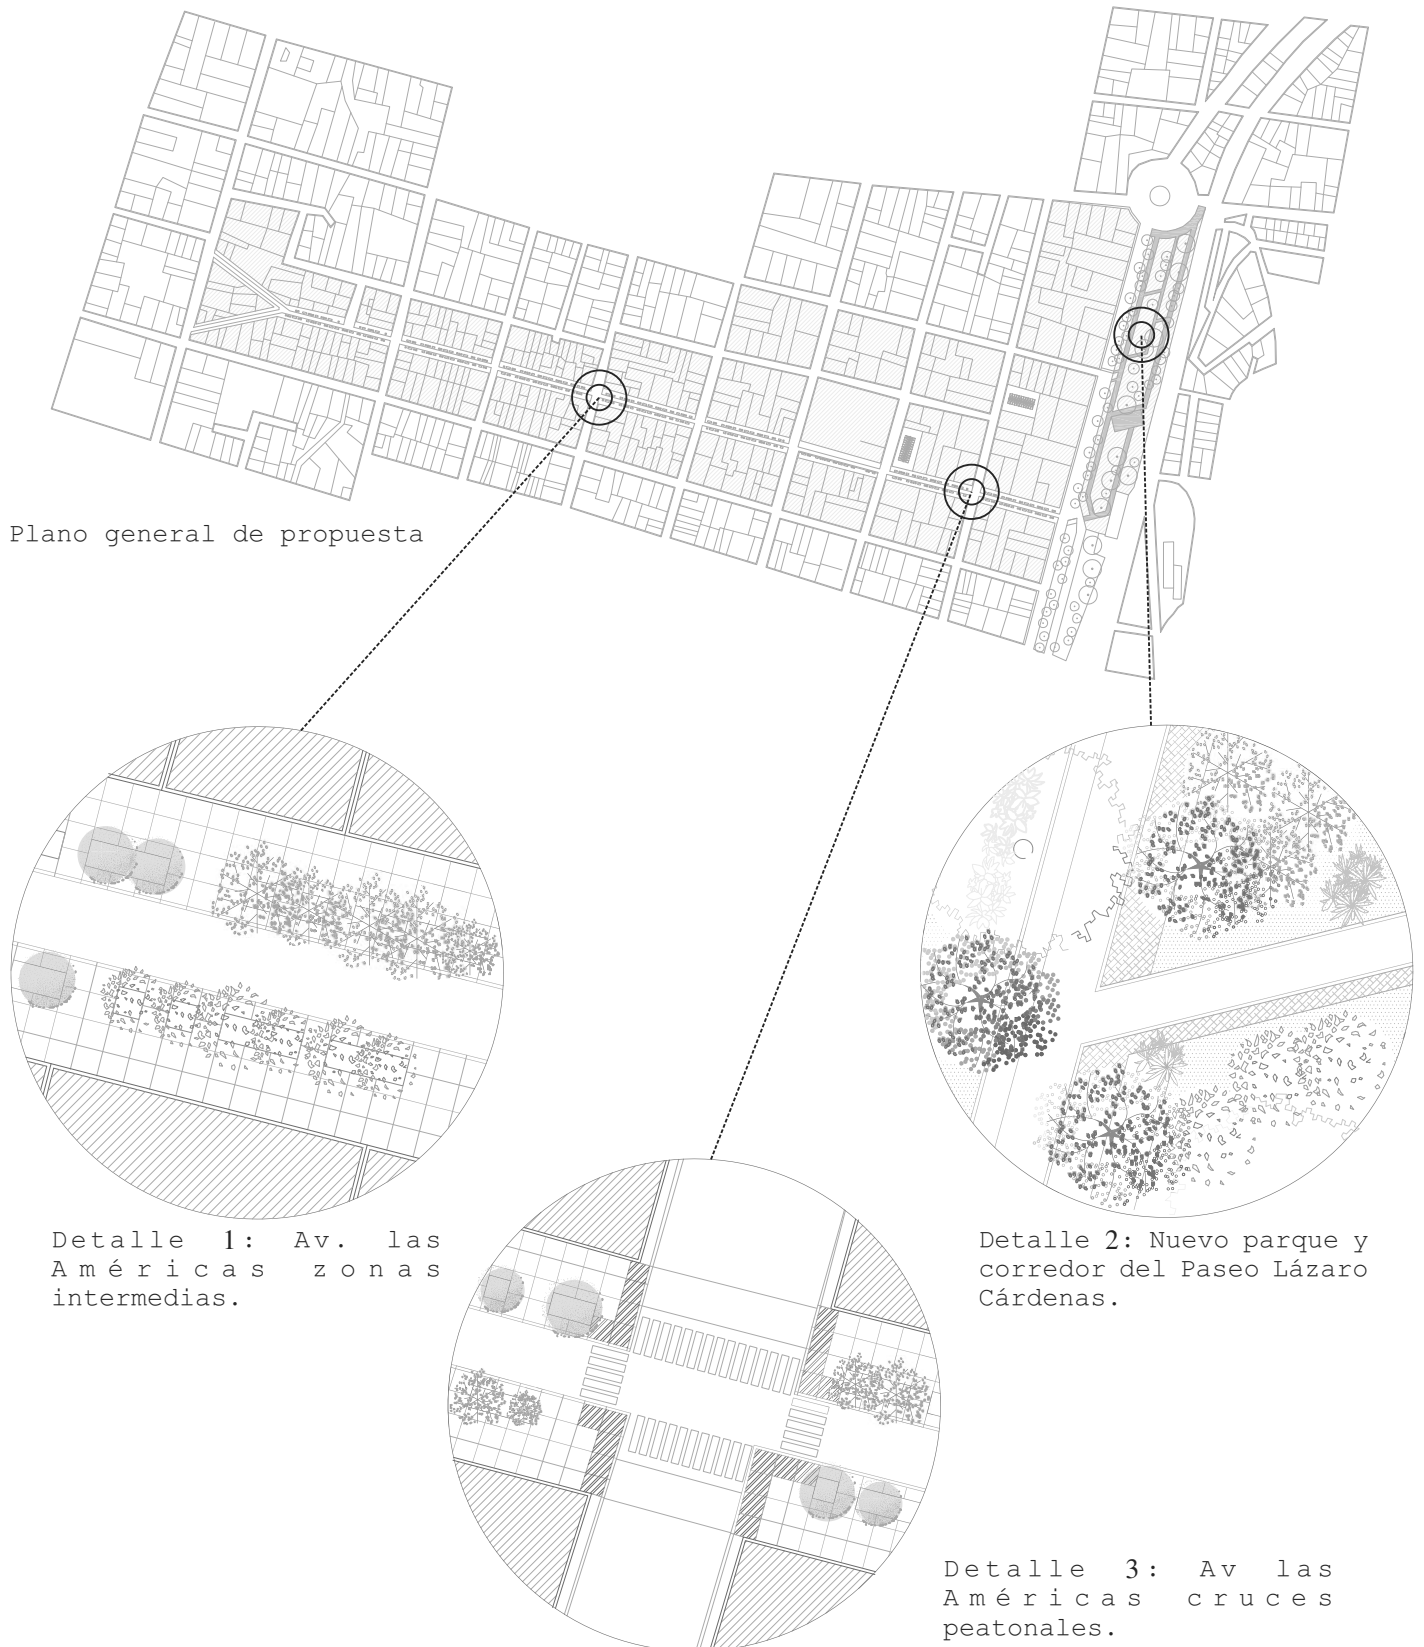 Plano general de propuesta
Detalle 1: Av. las
Américas zonas
intermedias.
Detalle 2: Nuevo parque y
corredor del Paseo Lázaro
Cárdenas.
Detalle 3: Av las
Américas cruces
peatonales.